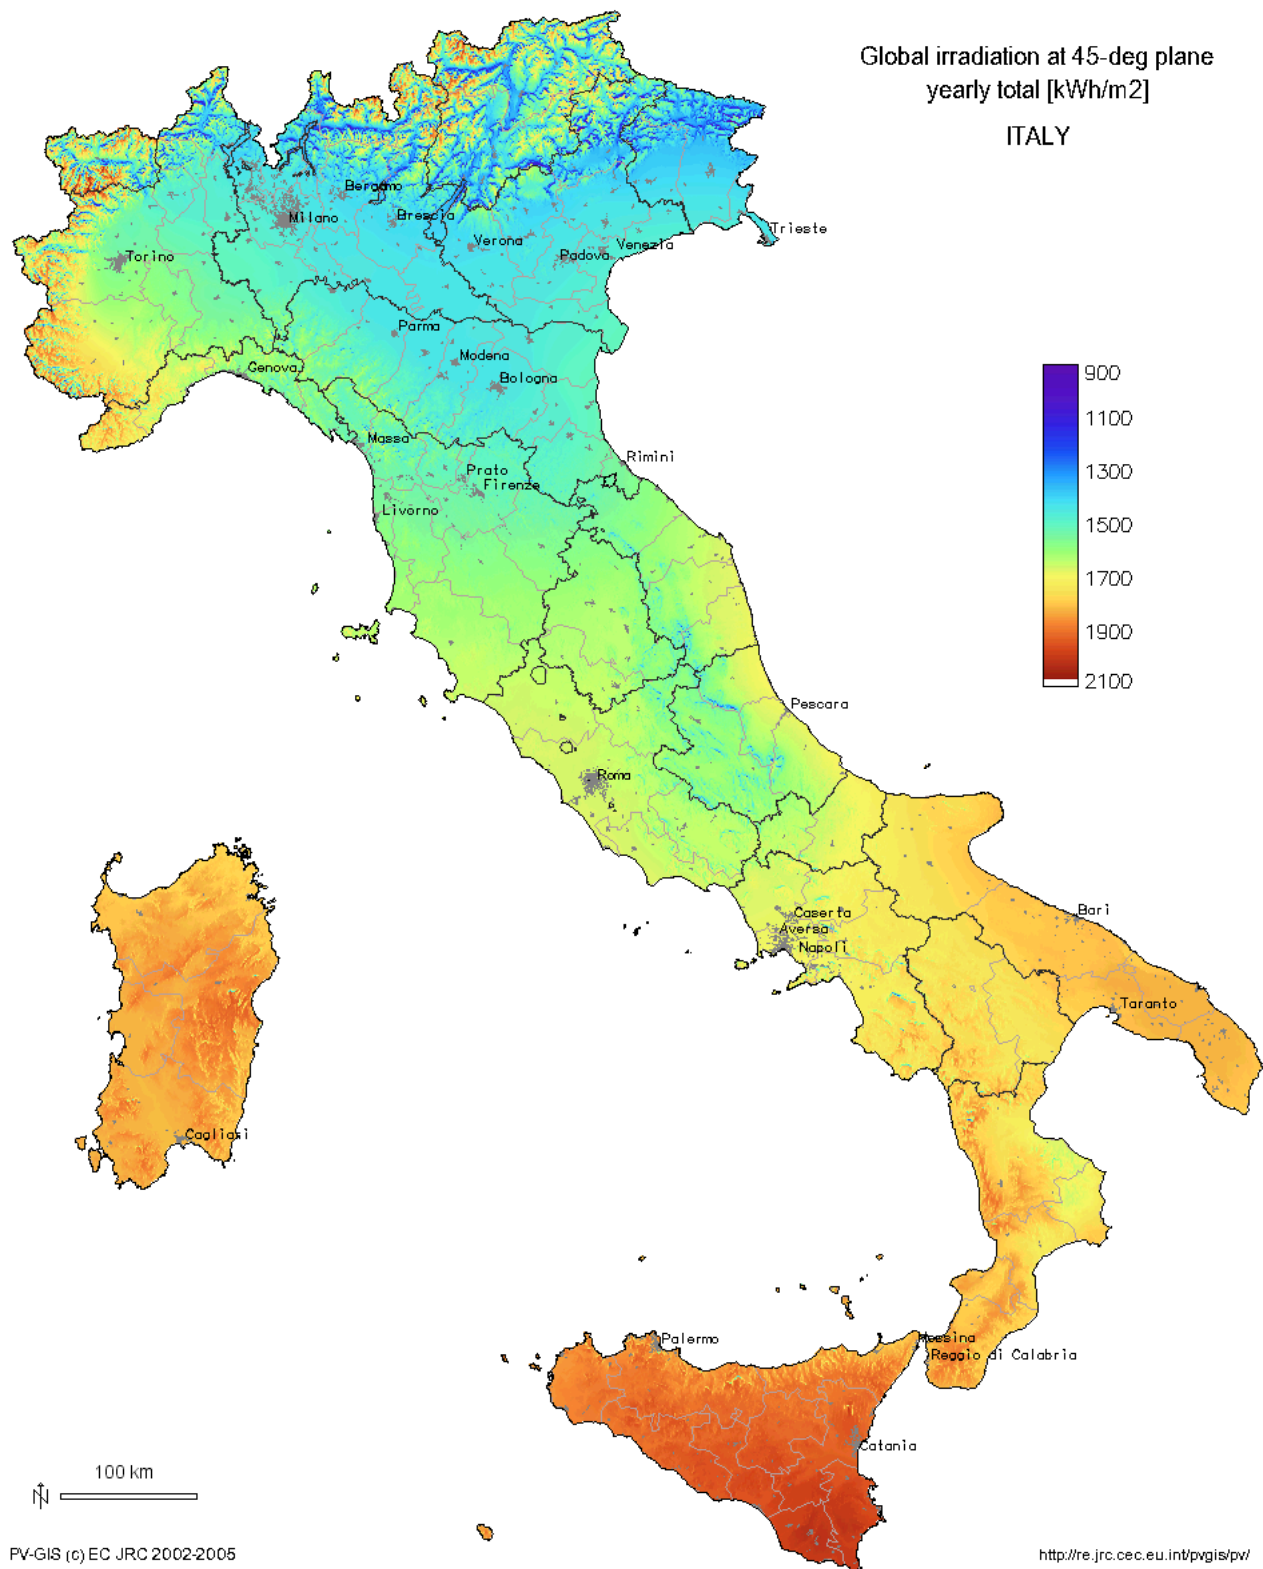 Global irradiation at 45-deg plane
yearly total [kWh/m2]
ITALY
Bergamo
Milano
Brescia
Trieste
Verona
Venezia
Torino
Padova
Parma
Modena
Genova
Bologna
900
1100
1300
1500
1700
1900
2100
Massa
Rimini
Prato
Firenze
Livorno
Pescara
Roma
Caserta
Aversa
Napoli
Bari
Taranto
Cagliari
Palermo
Messina
Reggio di Calabria
Catania
100 km
N
PV-GIS (c) EC JRC 2002-2005
http://re.jrc.cec.eu.int/pvgis/pv/